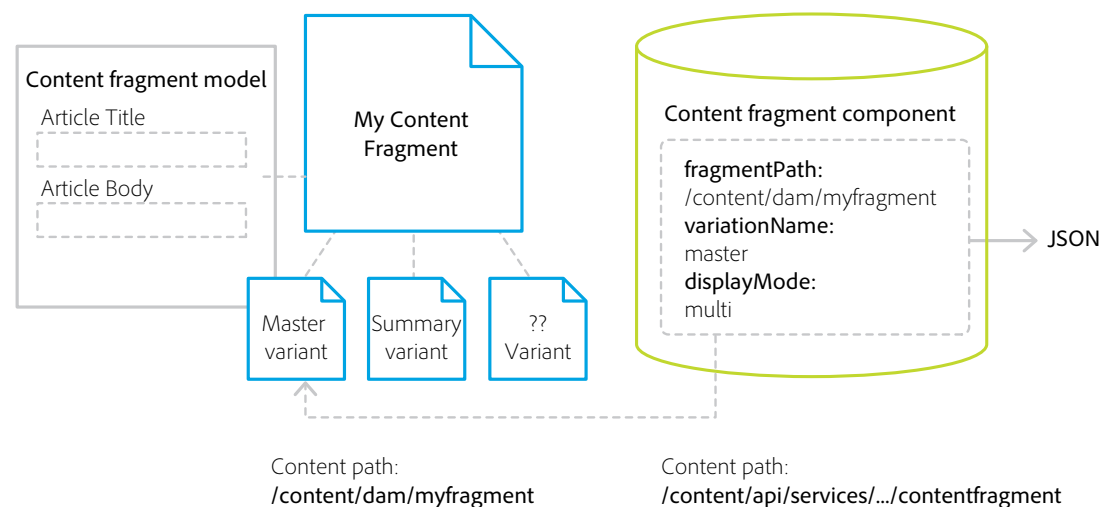 Content fragment model
Article Title
Article Body
My Content
Fragment
Master
variant
Summary
variant
??
Variant
Content fragment component
fragmentPath:
/content/dam/myfragment
variationName:
master
displayMode:
multi
JSON
Content path:
/content/dam/myfragment
Content path:
/content/api/services/.../contentfragment